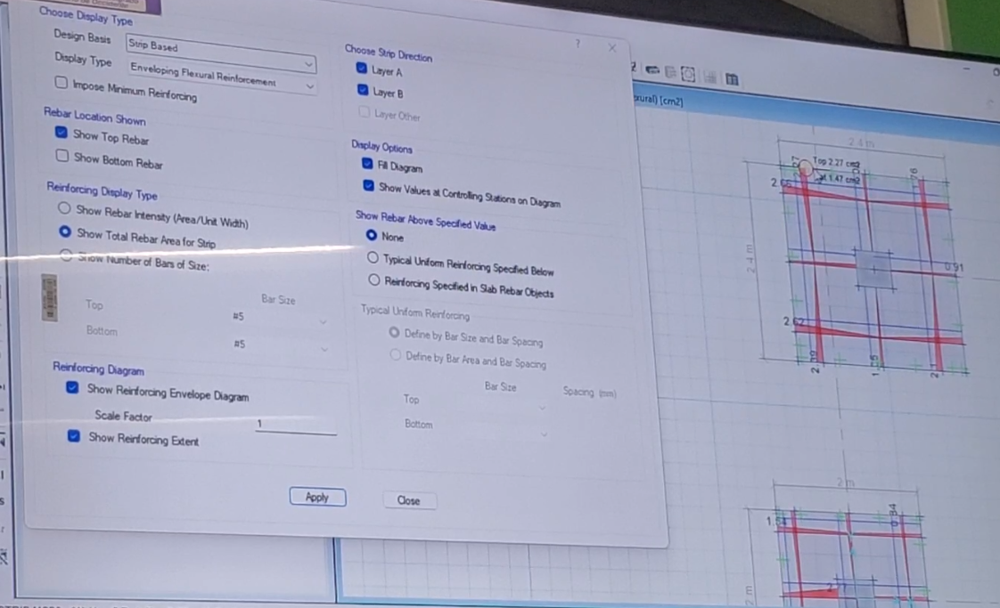 Choose Display Type
Design Basis Strip Based
Display Type Enveloping Flexural Reinforcement
Impose Minimum Reinforcing
Rebar Location Shown
Show Top Rebar
Show Bottom Rebar
Reinforcing Display Type
Show Rebar Intensity (Area/Unit Width)
Show Total Rebar Area for Strip
Show Number of Bars of Size:
Bar Size
Top #5
Bottom #5
Reinforcing Diagram
Show Reinforcing Envelope Diagram
Scale Factor 1
Show Reinforcing Extent
? ×
Choose Strip Direction
Layer A
Layer B
Layer Other
Display Options
Fill Diagram
Show Values at Controlling Stations on Diagram
Show Rebar Above Specified Value
None
Typical Uniform Reinforcing Specified Below
Reinforcing Specified in Slab Rebar Objects
Typical Uniform Reinforcing
Define by Bar Size and Bar Spacing
Define by Bar Area and Bar Spacing
Bar Size Spacing (mm)
Top
Bottom
Apply Close
xural) [cm2]
2.4 m
Top 2.27 cm2
at 1.47 cm2
2.4 m
0.91
2.62
2 m
0.84